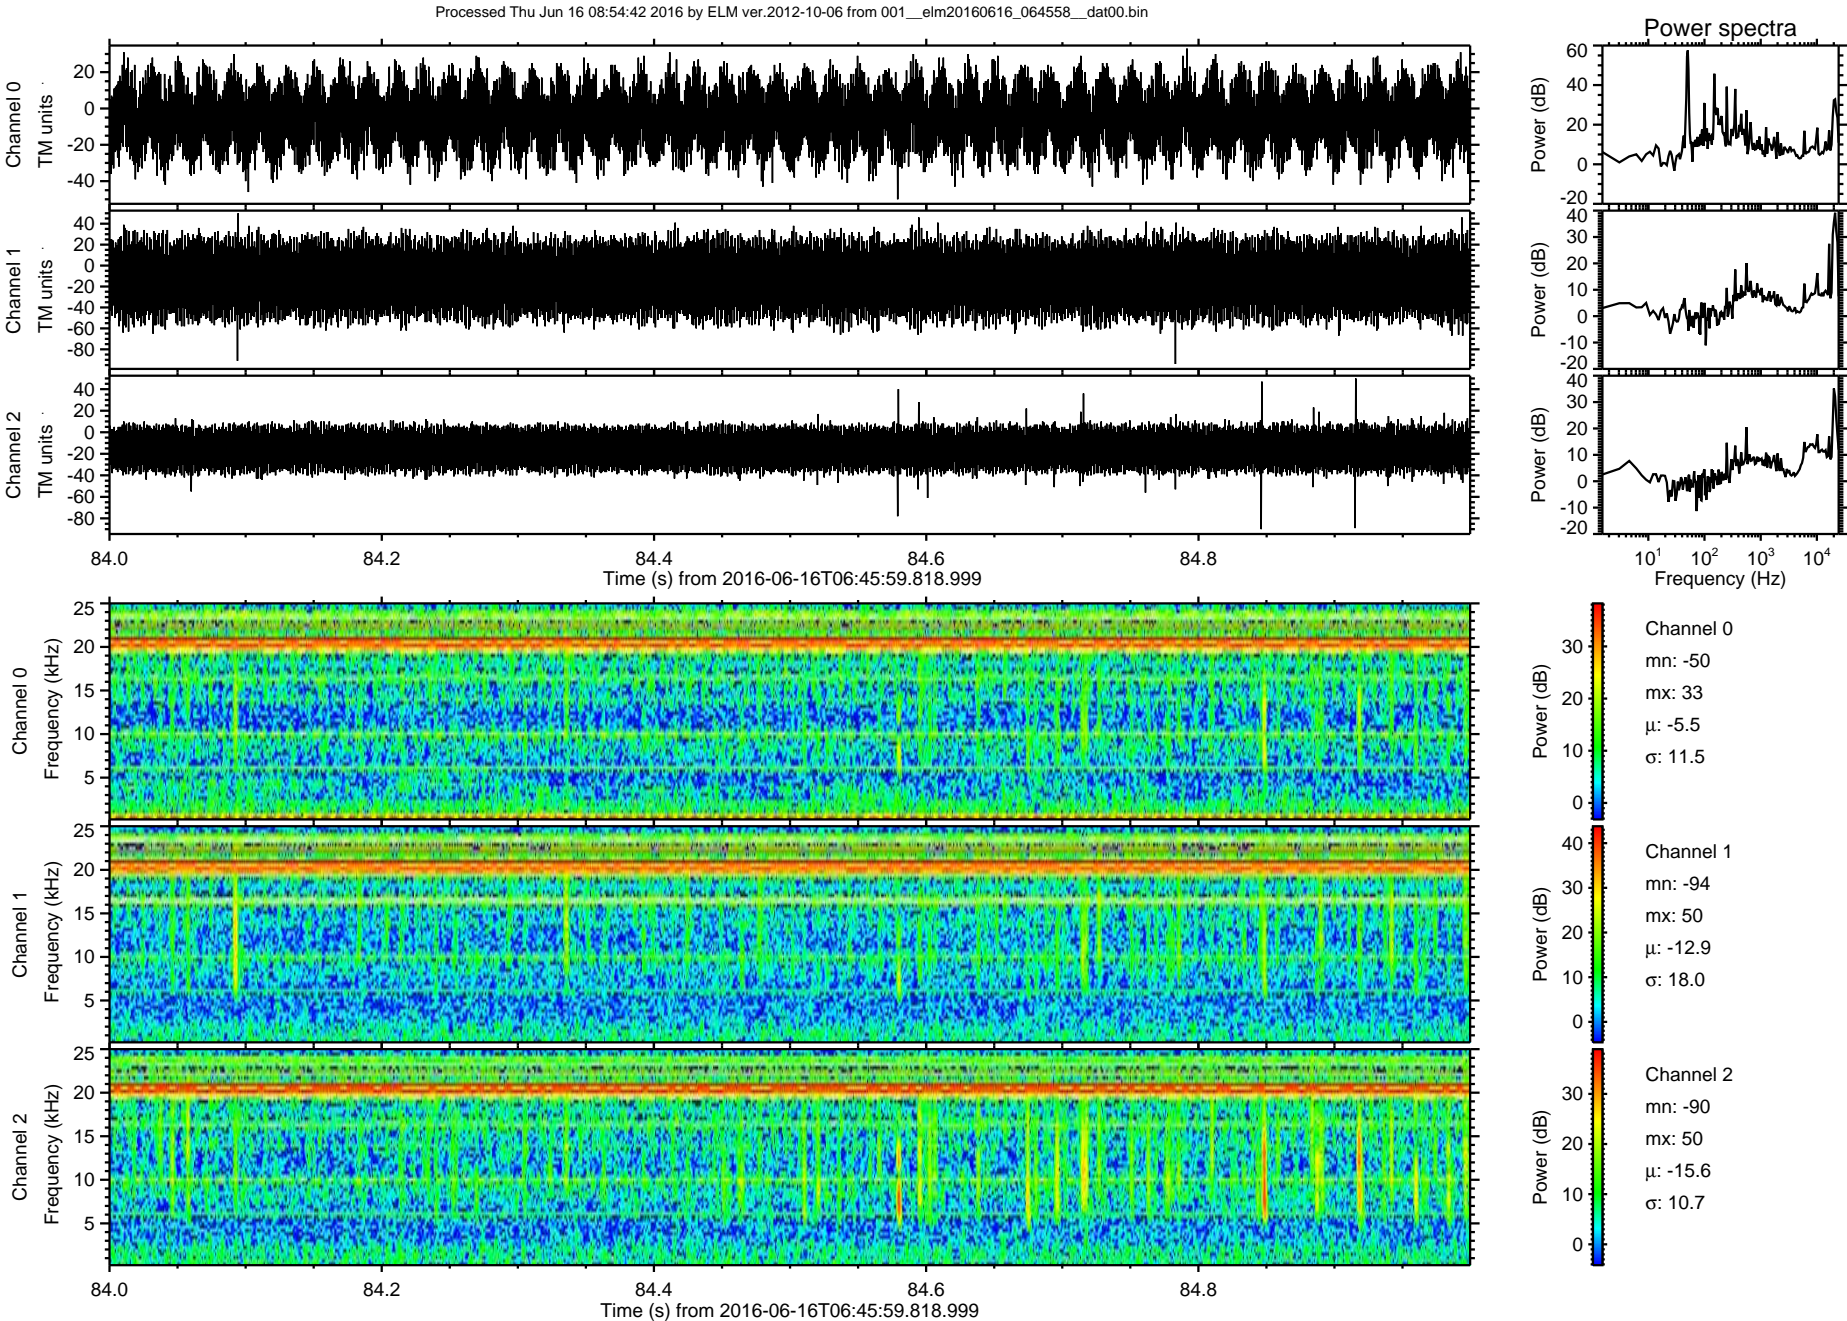 Processed Thu Jun 16 08:54:42 2016 by ELM ver.2012-10-06 from 001__elm20160616_064558__dat00.bin
Power spectra
Channel 0
TM units
20
0
-20
-40
Power (dB)
60
40
20
0
-20
Channel 1
TM units
40
20
0
-20
-40
-60
-80
Power (dB)
40
30
20
10
0
-10
-20
Channel 2
TM units
40
20
0
-20
-40
-60
-80
Power (dB)
40
30
20
10
0
-10
-20
84.0 84.2 84.4 84.6 84.8
Time (s) from 2016-06-16T06:45:59.818.999
10¹ 10² 10³ 10⁴
Frequency (Hz)
Channel 0
Frequency (kHz)
25
20
15
10
5
Power (dB)
30
20
10
0
Channel 0
mn: -50
mx: 33
μ: -5.5
σ: 11.5
Channel 1
Frequency (kHz)
25
20
15
10
5
Power (dB)
40
30
20
10
0
Channel 1
mn: -94
mx: 50
μ: -12.9
σ: 18.0
Channel 2
Frequency (kHz)
25
20
15
10
5
Power (dB)
30
20
10
0
Channel 2
mn: -90
mx: 50
μ: -15.6
σ: 10.7
84.0 84.2 84.4 84.6 84.8
Time (s) from 2016-06-16T06:45:59.818.999